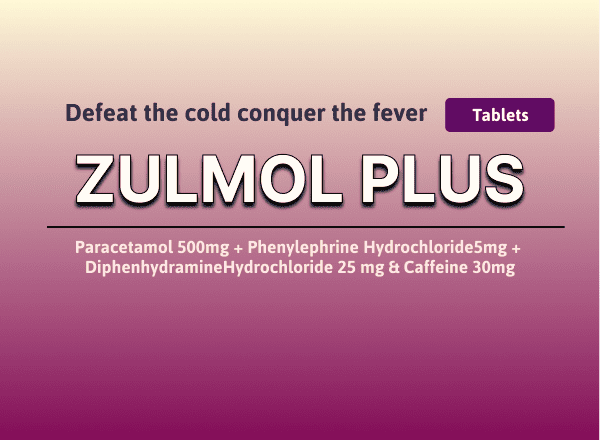 Defeat the cold conquer the fever
Tablets
ZULMOL PLUS
Paracetamol 500mg + Phenylephrine Hydrochloride5mg +
DiphenhydramineHydrochloride 25 mg & Caffeine 30mg